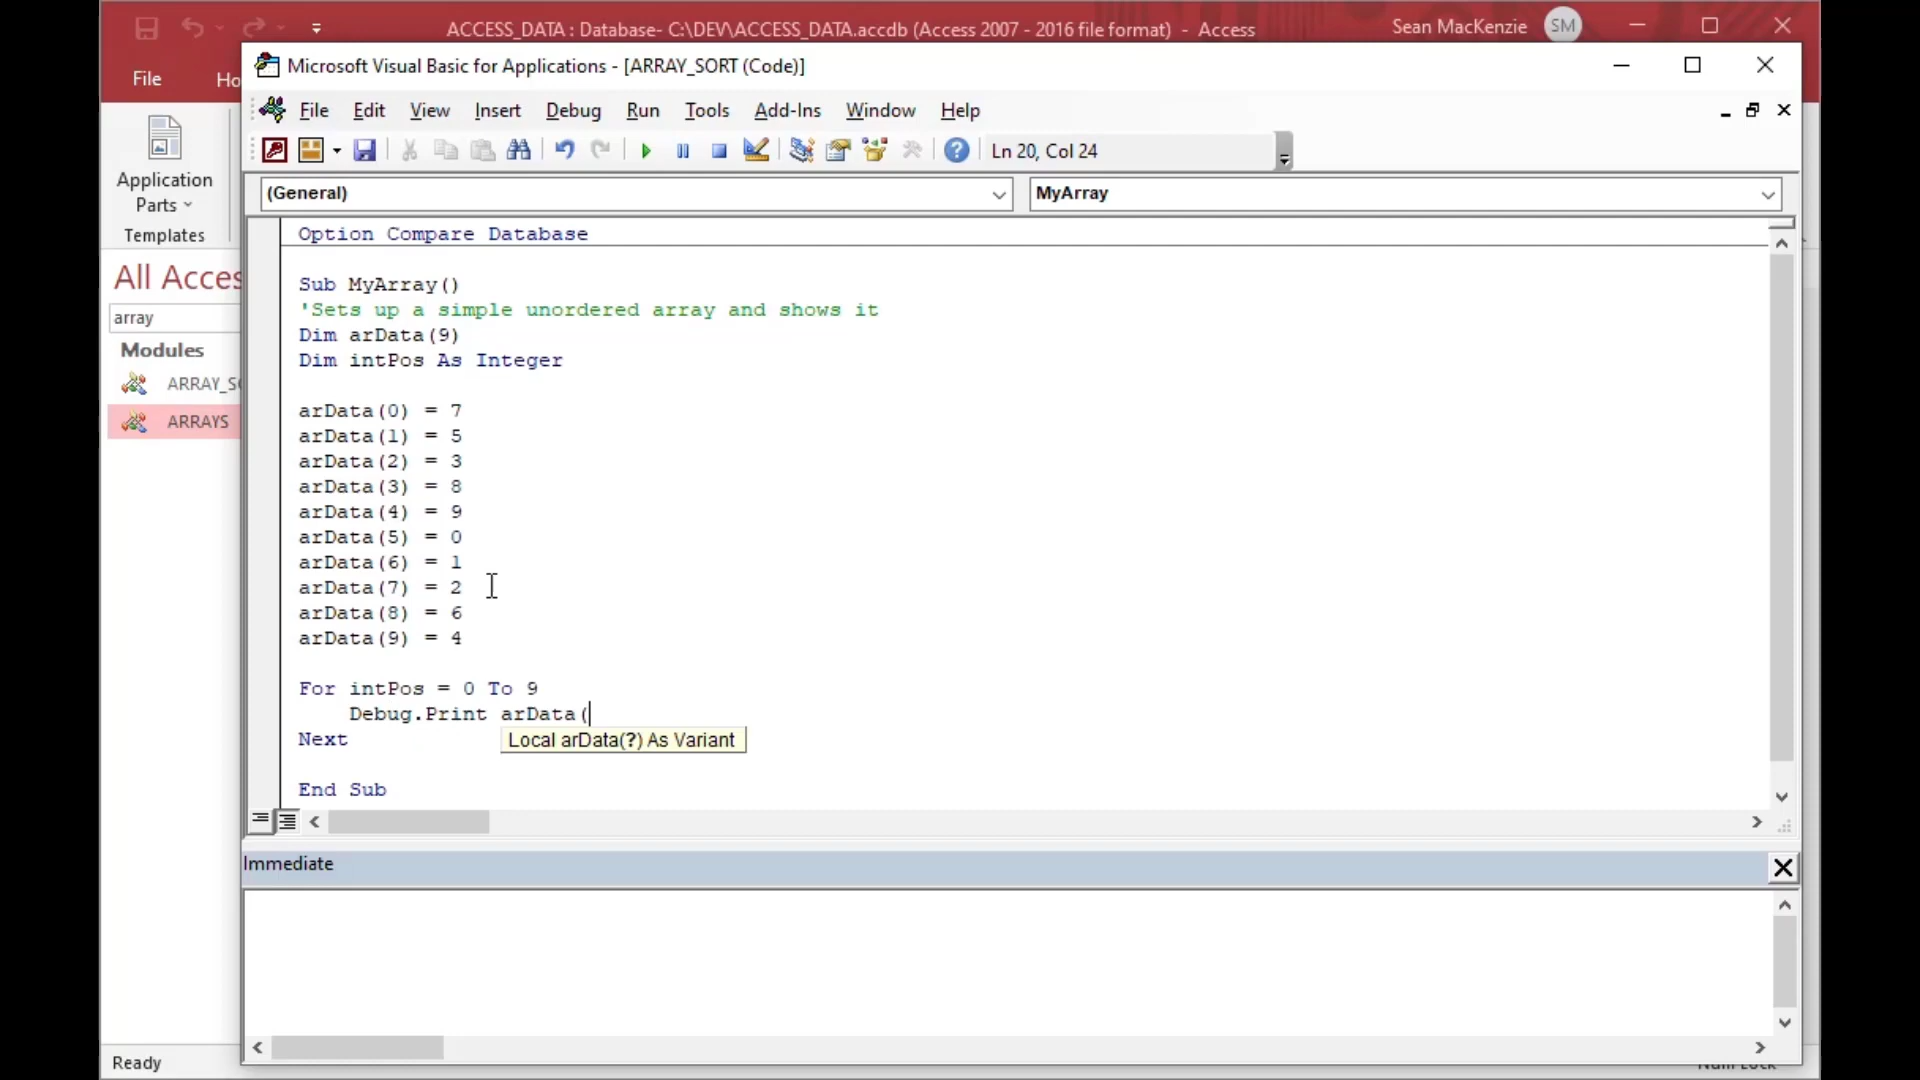 ACCESS_DATA : Database- C:\DEV\ACCESS_DATA.accdb (Access 2007 - 2016 file format) - Access
Sean MacKenzie
SM
File
Ho
Microsoft Visual Basic for Applications - [ARRAY_SORT (Code)]
File Edit View Insert Debug Run Tools Add-Ins Window Help
Ln 20, Col 24
Application
Parts
Templates
(General)
MyArray
All Acces
array
Modules
ARRAY_S
ARRAYS
Option Compare Database
Sub MyArray()
'Sets up a simple unordered array and shows it
Dim arData(9)
Dim intPos As Integer
arData(0) = 7
arData(1) = 5
arData(2) = 3
arData(3) = 8
arData(4) = 9
arData(5) = 0
arData(6) = 1
arData(7) = 2
arData(8) = 6
arData(9) = 4
For intPos = 0 To 9
Debug.Print arData(
Next
Local arData(?) As Variant
End Sub
Immediate
Ready